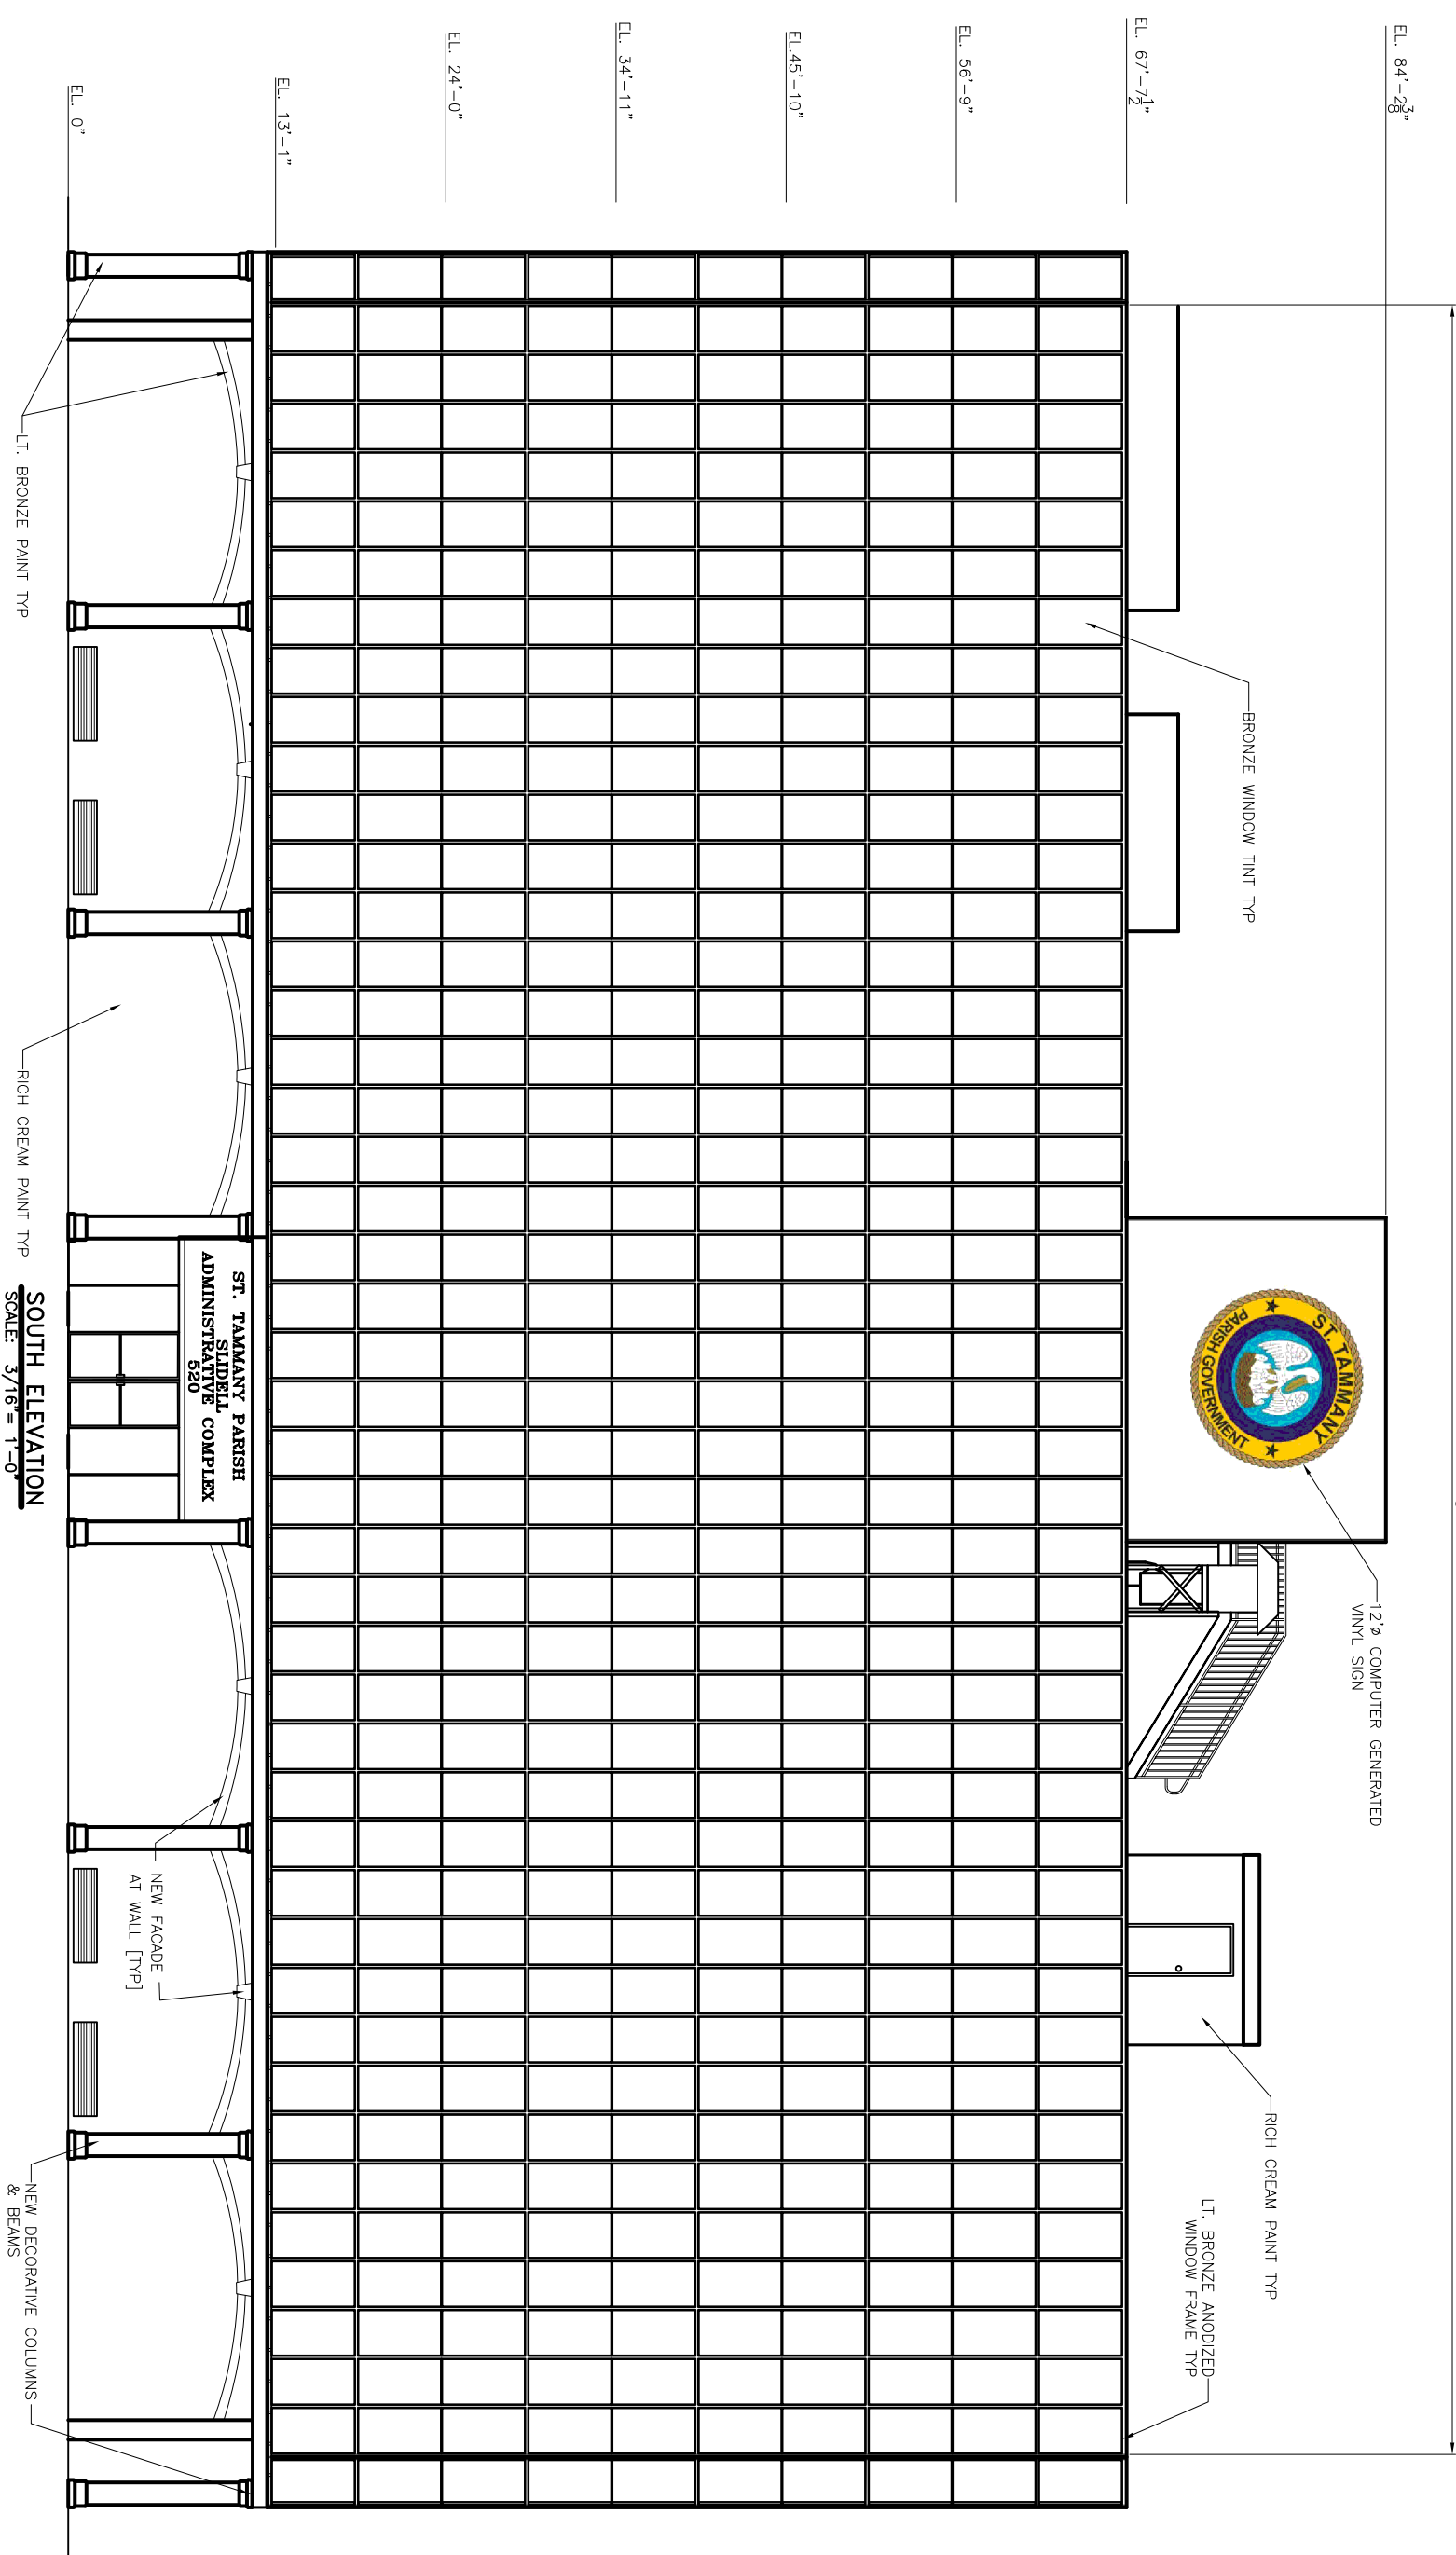 EL. 84'-2 3/8"
EL. 67'-7 1/2"
EL. 56'-9"
EL.45'-10"
EL. 34'-11"
EL. 24'-0"
EL. 13'-1"
EL. 0"
ST. TAMMANY
PARISH GOVERNMENT
12'ø COMPUTER GENERATED
VINYL SIGN
BRONZE WINDOW TINT TYP
RICH CREAM PAINT TYP
LT. BRONZE ANODIZED
WINDOW FRAME TYP
ST. TAMMANY PARISH
SLIDELL
ADMINISTRATIVE COMPLEX
520
NEW FACADE
AT WALL [TYP]
LT. BRONZE PAINT TYP
RICH CREAM PAINT TYP
NEW DECORATIVE COLUMNS
& BEAMS
SOUTH ELEVATION
SCALE: 3/16"= 1'-0"